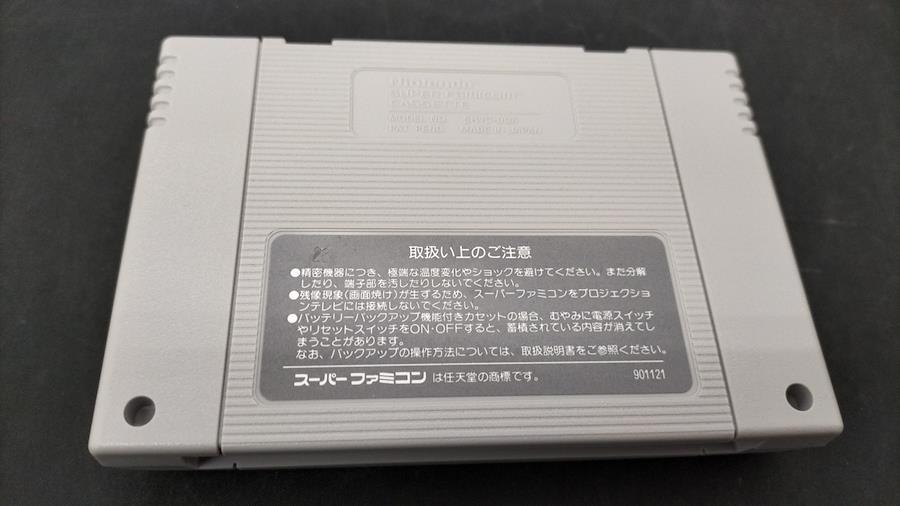 Nintendo
SUPER FAMICOM
CASSETTE
MODEL NO. SHVC-006
PAT. PEND. MADE IN JAPAN
取扱い上のご注意
●精密機器につき、極端な温度変化やショックを避けてください。また分解
したり、端子部を汚したりしないでください。
●残像現象(画面焼け)が生ずるため、スーパーファミコンをプロジェクショ
ンテレビには接続しないでください。
●バッテリーバックアップ機能付きカセットの場合、むやみに電源スイッチ
やリセットスイッチをON・OFFすると、蓄積されている内容が消えてし
まうことがあります。
なお、バックアップの操作方法については、取扱説明書をご参照ください。
スーパーファミコン は任天堂の商標です。 901121